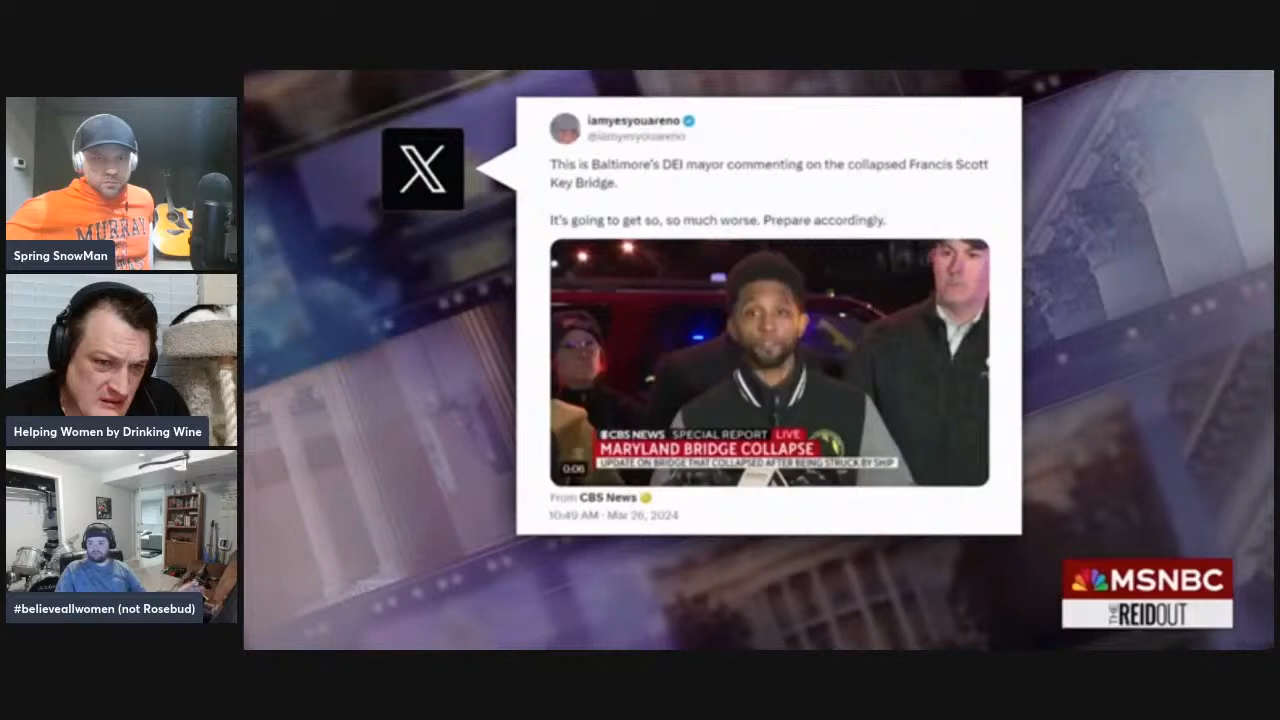 MURRAY
Spring SnowMan
Helping Women by Drinking Wine
#believeallwomen (not Rosebud)
X
iamyesyouareno
@iamyesyouareno
This is Baltimore's DEI mayor commenting on the collapsed Francis Scott
Key Bridge.
It's going to get so, so much worse. Prepare accordingly.
CBS NEWS SPECIAL REPORT LIVE
MARYLAND BRIDGE COLLAPSE
UPDATE ON BRIDGE THAT COLLAPSED AFTER BEING STRUCK BY SHIP
0:06
From CBS News
10:49 AM · Mar 26, 2024
MSNBC
THE REIDOUT